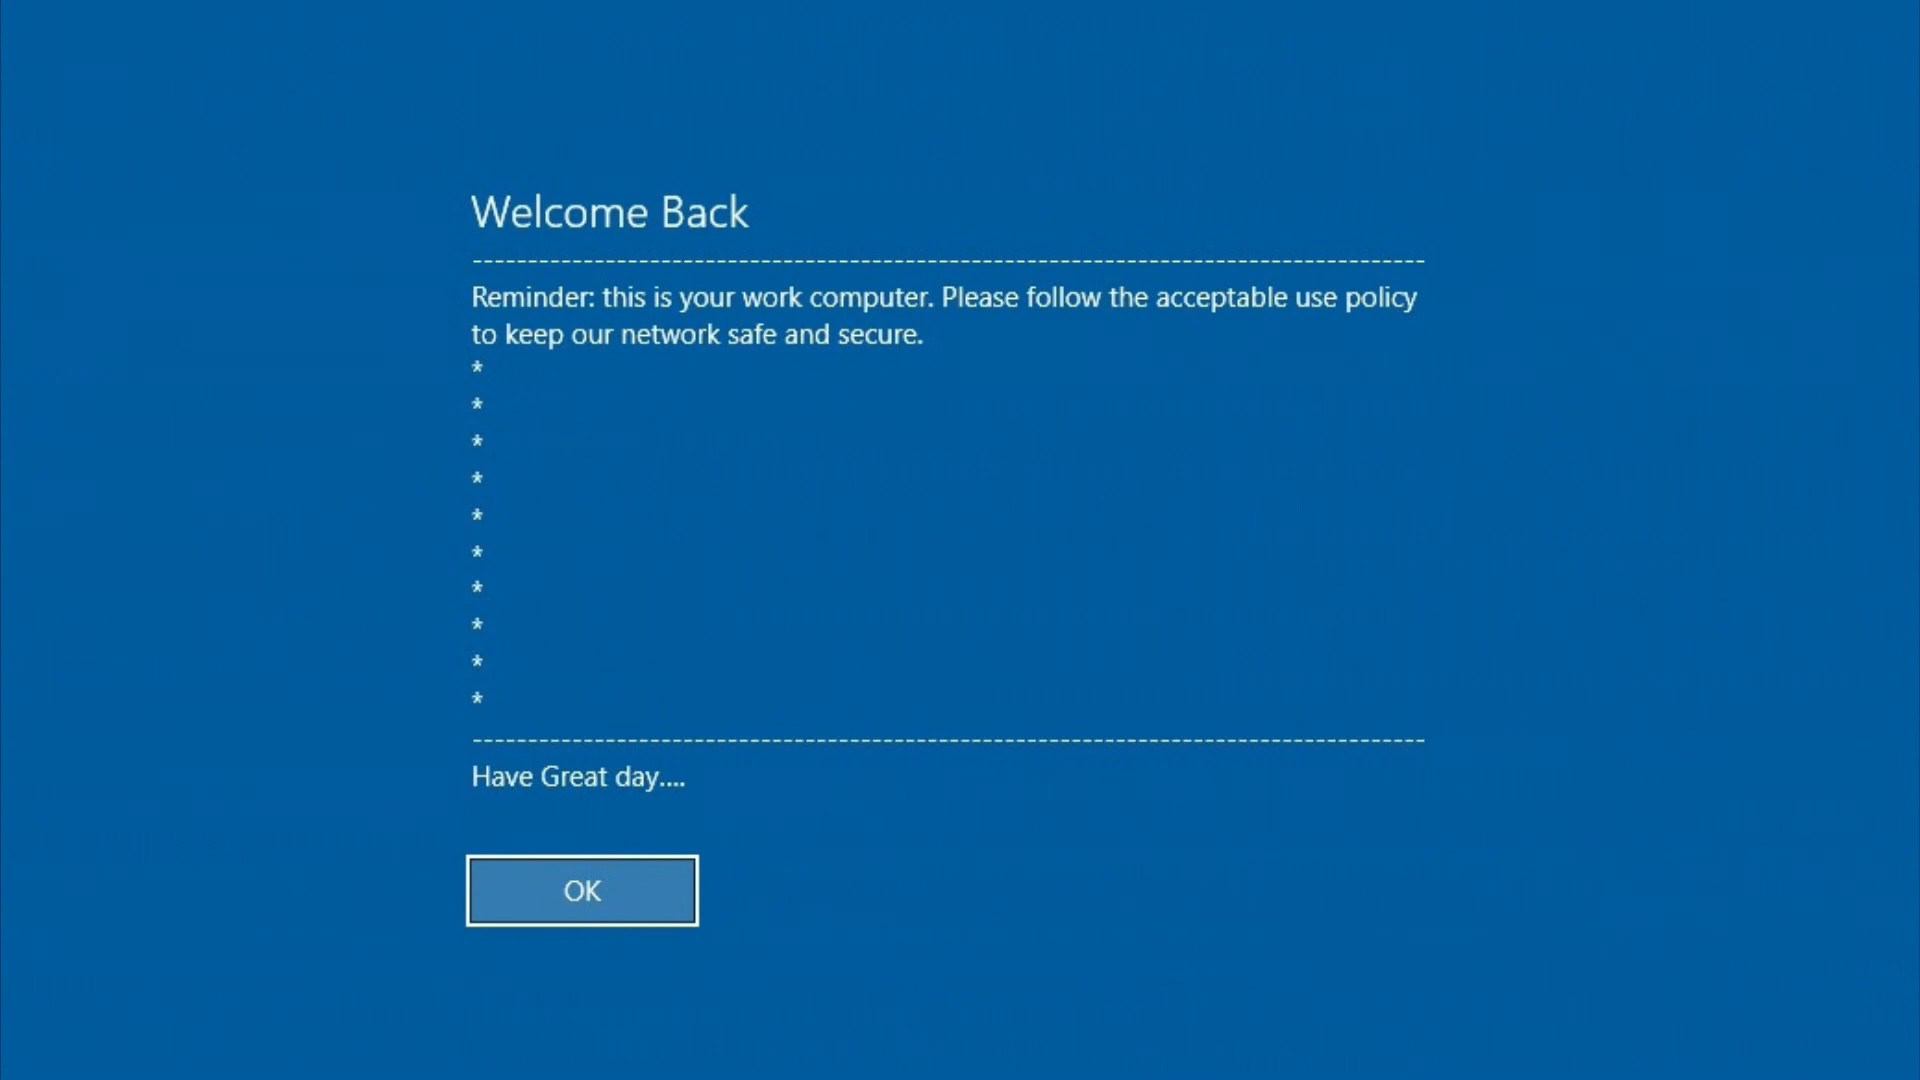 Welcome Back
--------------------------------------------------------------------------------------
Reminder: this is your work computer. Please follow the acceptable use policy
to keep our network safe and secure.
*
*
*
*
*
*
*
*
*
*
--------------------------------------------------------------------------------------
Have Great day....
OK